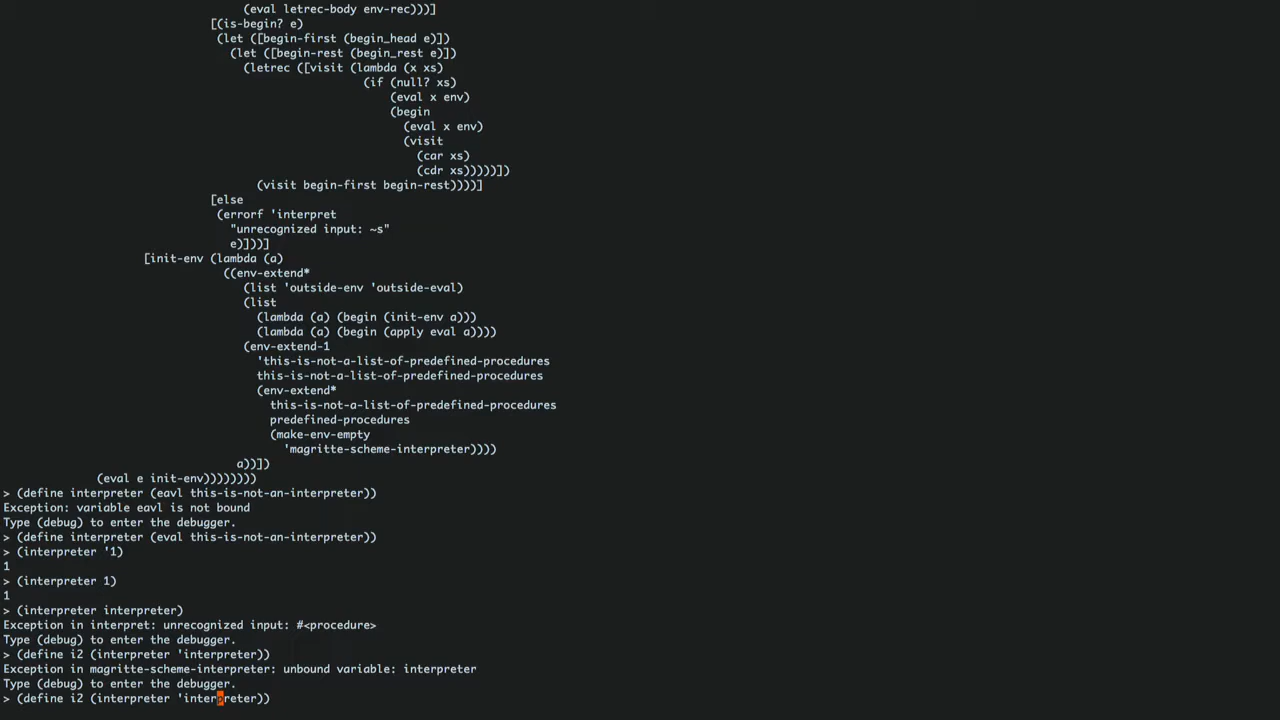 (eval letrec-body env-rec)))]
[(is-begin? e)
(let ([begin-first (begin_head e)])
(let ([begin-rest (begin_rest e)])
(letrec ([visit (lambda (x xs)
(if (null? xs)
(eval x env)
(begin
(eval x env)
(visit
(car xs)
(cdr xs)))))])
(visit begin-first begin-rest))))]
[else
(errorf 'interpret
"unrecognized input: ~s"
e)]))]
[init-env (lambda (a)
((env-extend*
(list 'outside-env 'outside-eval)
(list
(lambda (a) (begin (init-env a)))
(lambda (a) (begin (apply eval a))))
(env-extend-1
'this-is-not-a-list-of-predefined-procedures
this-is-not-a-list-of-predefined-procedures
(env-extend*
this-is-not-a-list-of-predefined-procedures
predefined-procedures
(make-env-empty
'magritte-scheme-interpreter))))
a))])
(eval e init-env))))))))
> (define interpreter (eavl this-is-not-an-interpreter))
Exception: variable eavl is not bound
Type (debug) to enter the debugger.
> (define interpreter (eval this-is-not-an-interpreter))
> (interpreter '1)
1
> (interpreter 1)
1
> (interpreter interpreter)
Exception in interpret: unrecognized input: #<procedure>
Type (debug) to enter the debugger.
> (define i2 (interpreter 'interpreter))
Exception in magritte-scheme-interpreter: unbound variable: interpreter
Type (debug) to enter the debugger.
> (define i2 (interpreter 'interpreter))